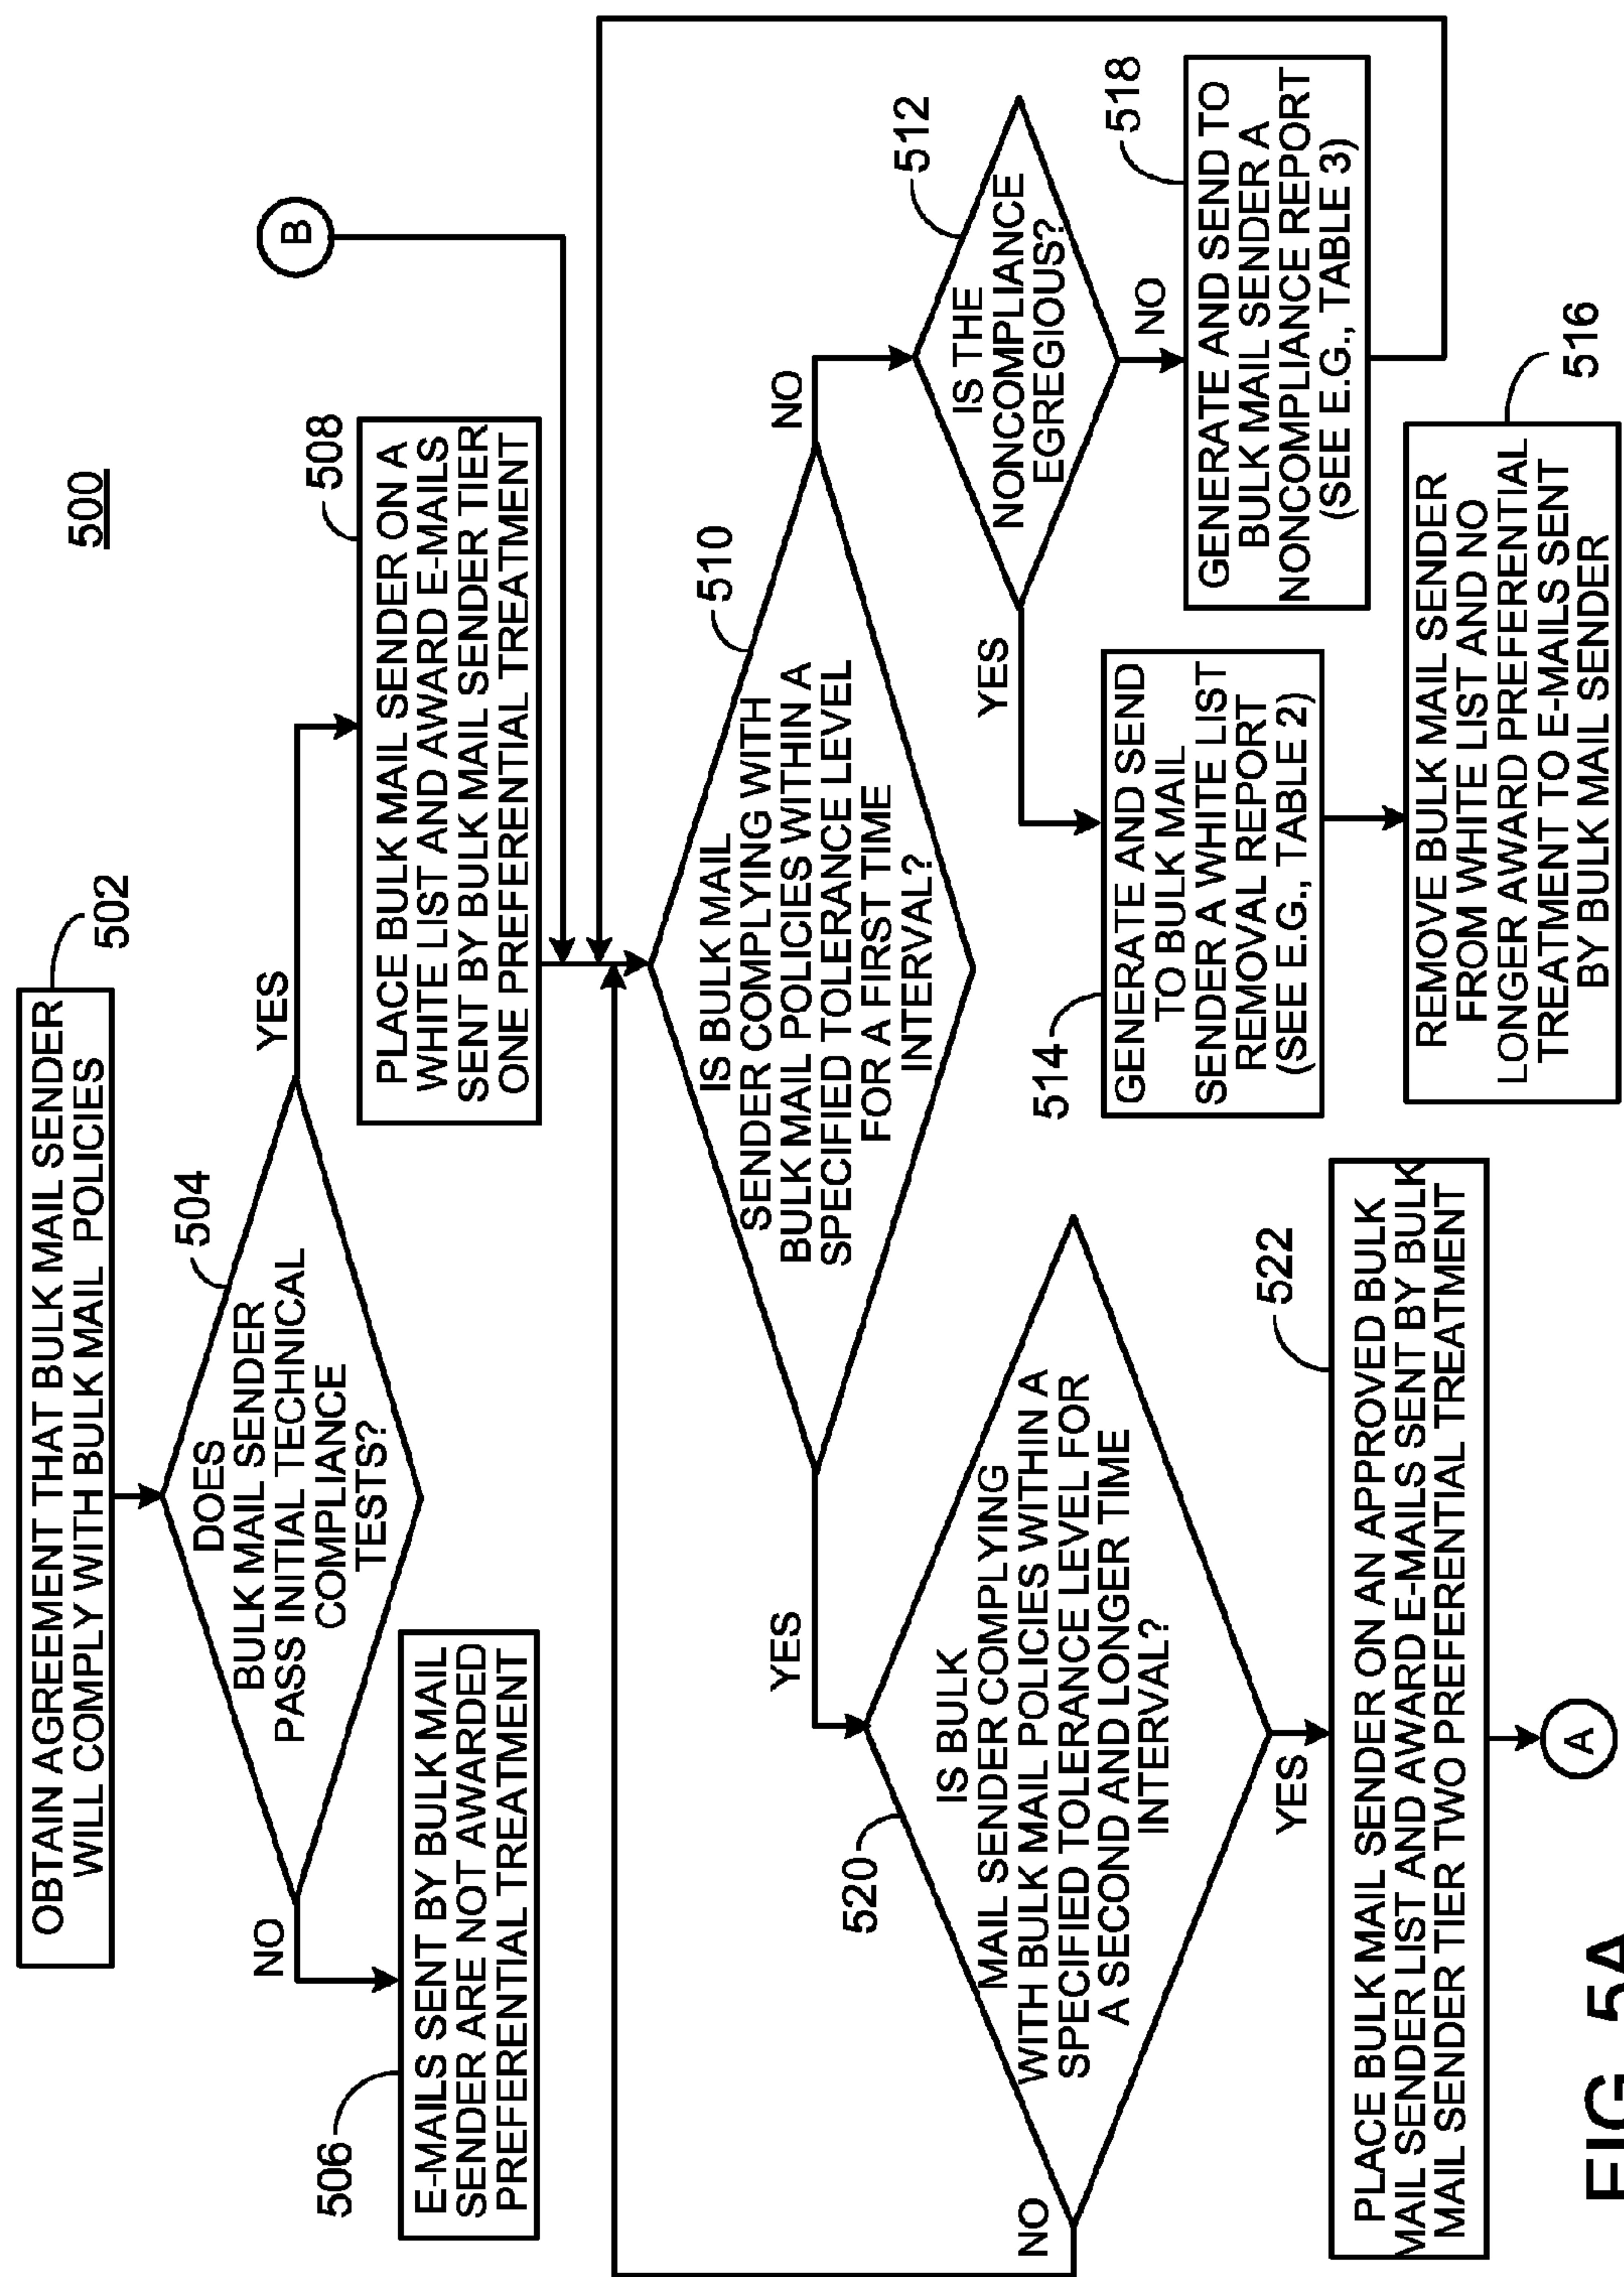 500
OBTAIN AGREEMENT THAT BULK MAIL SENDER
WILL COMPLY WITH BULK MAIL POLICIES
502
DOES
BULK MAIL SENDER
PASS INITIAL TECHNICAL
COMPLIANCE
TESTS?
504
NO
YES
E-MAILS SENT BY BULK MAIL
SENDER ARE NOT AWARDED
PREFERENTIAL TREATMENT
506
PLACE BULK MAIL SENDER ON A
WHITE LIST AND AWARD E-MAILS
SENT BY BULK MAIL SENDER TIER
ONE PREFERENTIAL TREATMENT
508
B
IS BULK MAIL
SENDER COMPLYING WITH
BULK MAIL POLICIES WITHIN A
SPECIFIED TOLERANCE LEVEL
FOR A FIRST TIME
INTERVAL?
510
YES
NO
IS BULK
MAIL SENDER COMPLYING
WITH BULK MAIL POLICIES WITHIN A
SPECIFIED TOLERANCE LEVEL FOR
A SECOND AND LONGER TIME
INTERVAL?
520
NO
YES
IS THE
NONCOMPLIANCE
EGREGIOUS?
512
YES
NO
GENERATE AND SEND
TO BULK MAIL
SENDER A WHITE LIST
REMOVAL REPORT
(SEE E.G., TABLE 2)
514
GENERATE AND SEND TO
BULK MAIL SENDER A
NONCOMPLIANCE REPORT
(SEE E.G., TABLE 3)
518
PLACE BULK MAIL SENDER ON AN APPROVED BULK
MAIL SENDER LIST AND AWARD E-MAILS SENT BY BULK
MAIL SENDER TIER TWO PREFERENTIAL TREATMENT
522
REMOVE BULK MAIL SENDER
FROM WHITE LIST AND NO
LONGER AWARD PREFERENTIAL
TREATMENT TO E-MAILS SENT
BY BULK MAIL SENDER
516
A
FIG. 5A